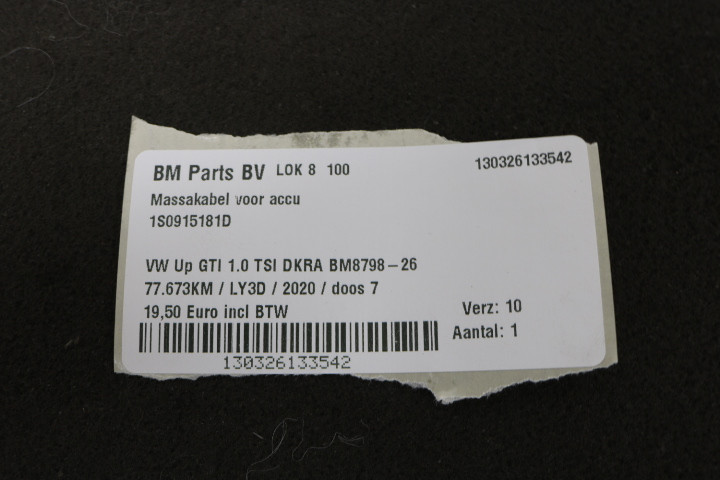 BM Parts BV LOK 8 100
130326133542
Massakabel voor accu
1S0915181D
VW Up GTI 1.0 TSI DKRA BM8798-26
77.673KM / LY3D / 2020 / doos 7
19,50 Euro incl BTW
Verz: 10
Aantal: 1
130326133542